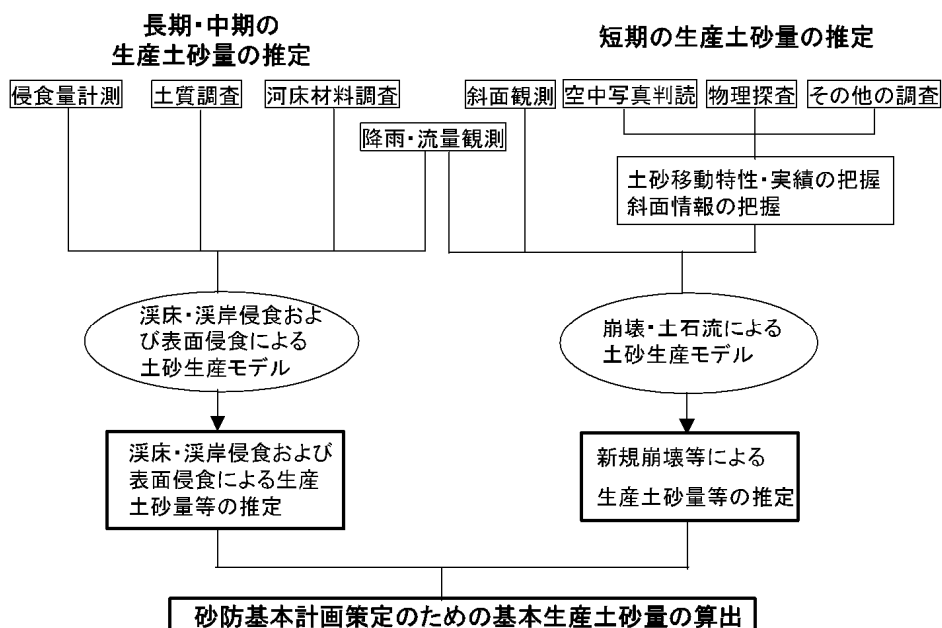 長期・中期の
生産土砂量の推定
短期の生産土砂量の推定
侵食量計測
土質調査
河床材料調査
斜面観測
空中写真判読
物理探査
その他の調査
降雨・流量観測
土砂移動特性・実績の把握
斜面情報の把握
渓床・渓岸侵食およ
び表面侵食による
土砂生産モデル
崩壊・土石流による
土砂生産モデル
渓床・渓岸侵食および
表面侵食による生産
土砂量等の推定
新規崩壊等による
生産土砂量等の推定
砂防基本計画策定のための基本生産土砂量の算出